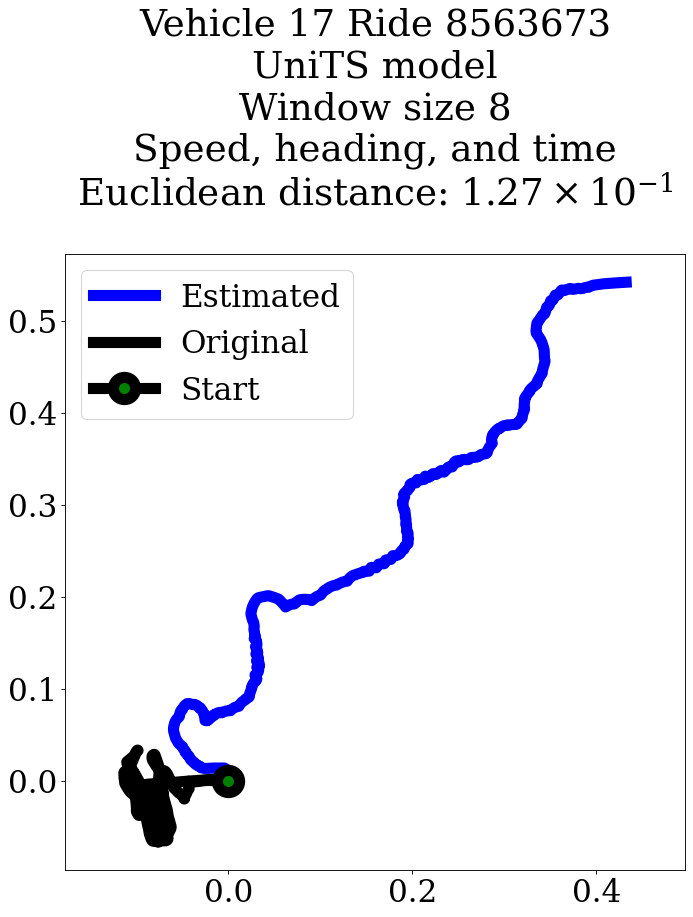 Vehicle 17 Ride 8563673
UniTS model
Window size 8
Speed, heading, and time
Euclidean distance: 1.27 × 10⁻¹
Estimated
Original
Start
0.5
0.4
0.3
0.2
0.1
0.0
0.0 0.2 0.4